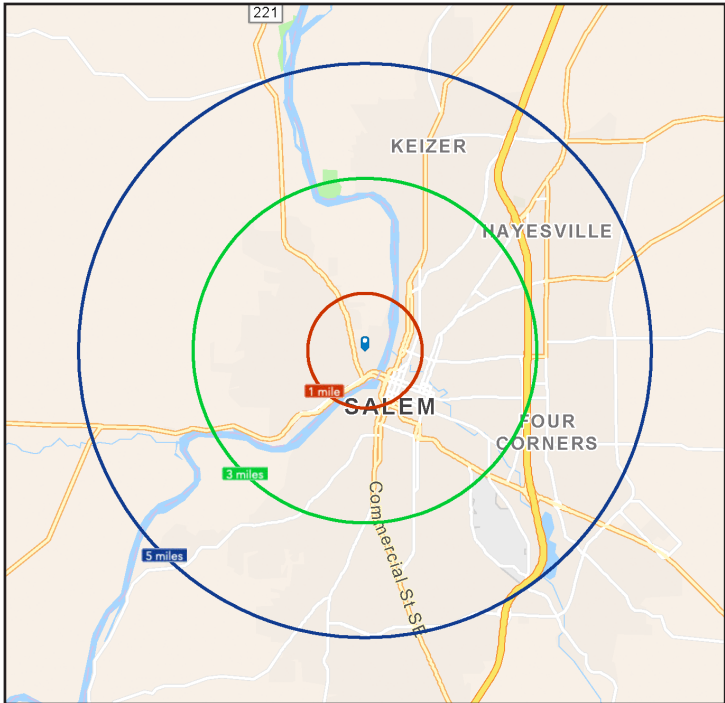 221
KEIZER
HAYESVILLE
1 mile
SALEM
FOUR
CORNERS
3 miles
Commercial St SE
5 miles